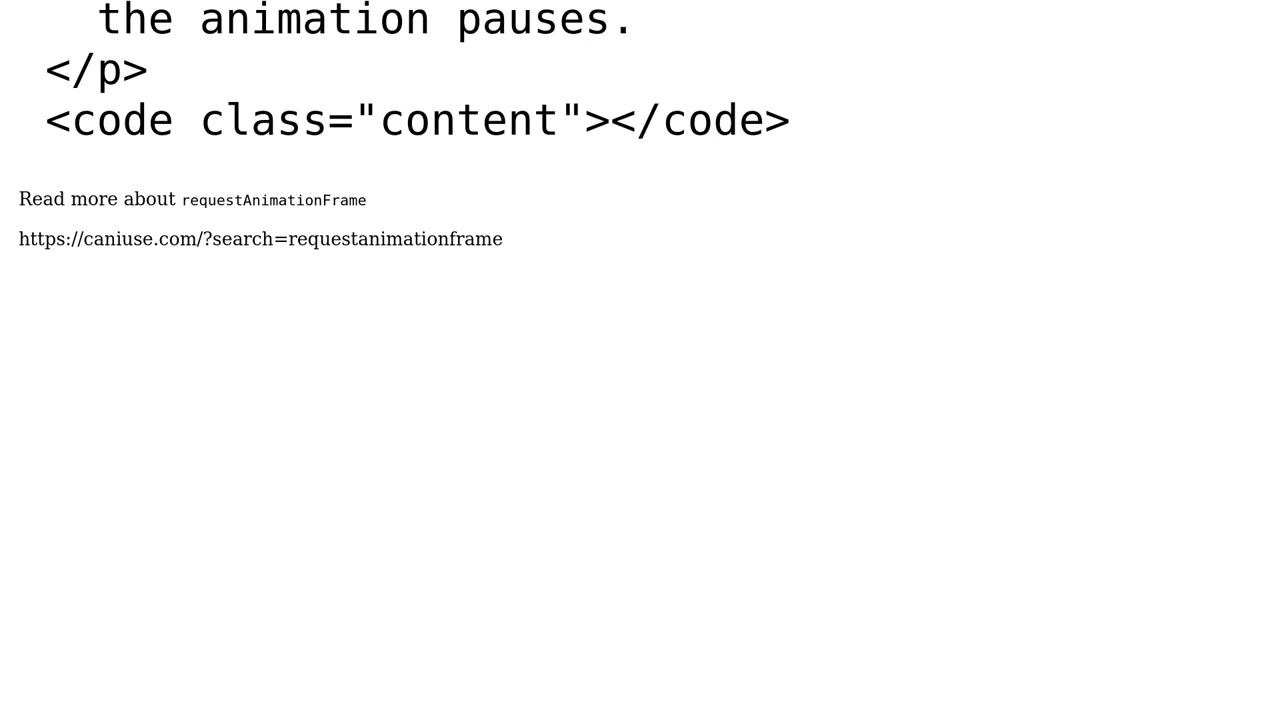 the animation pauses.
</p>
<code class="content"></code>
Read more about requestAnimationFrame
https://caniuse.com/?search=requestanimationframe